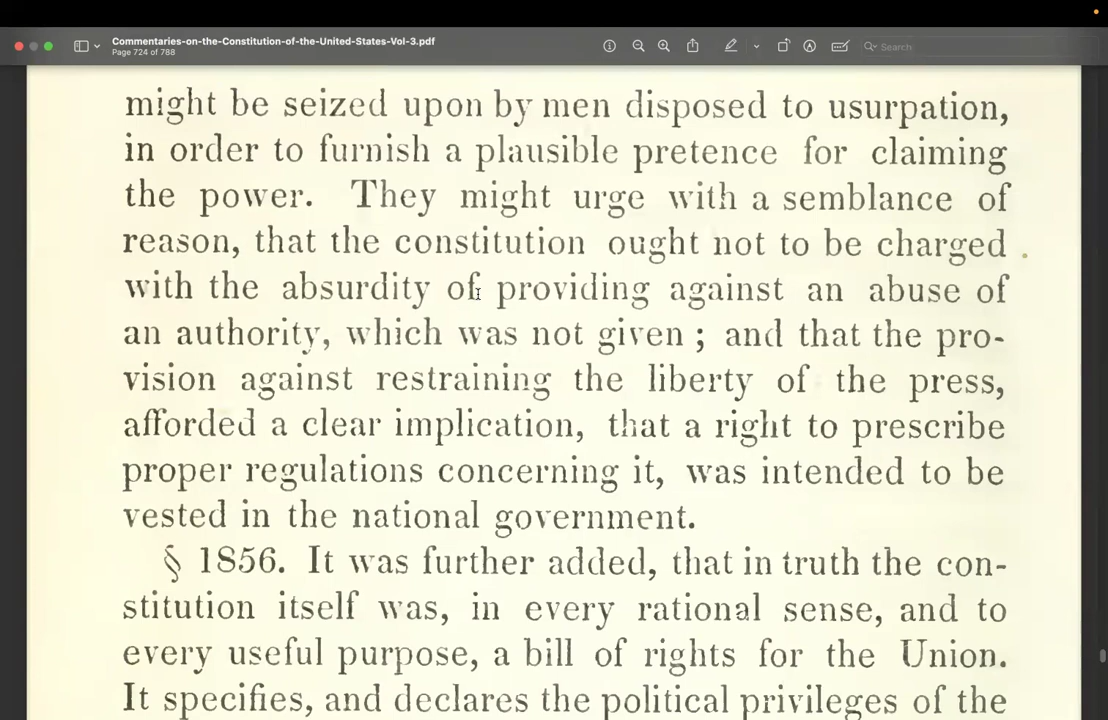 Commentaries-on-the-Constitution-of-the-United-States-Vol-3.pdf
Page 724 of 788
Search
might be seized upon by men disposed to usurpation,
in order to furnish a plausible pretence for claiming
the power. They might urge with a semblance of
reason, that the constitution ought not to be charged
with the absurdity of providing against an abuse of
an authority, which was not given ; and that the pro-
vision against restraining the liberty of the press,
afforded a clear implication, that a right to prescribe
proper regulations concerning it, was intended to be
vested in the national government.
§ 1856. It was further added, that in truth the con-
stitution itself was, in every rational sense, and to
every useful purpose, a bill of rights for the Union.
It specifies, and declares the political privileges of the